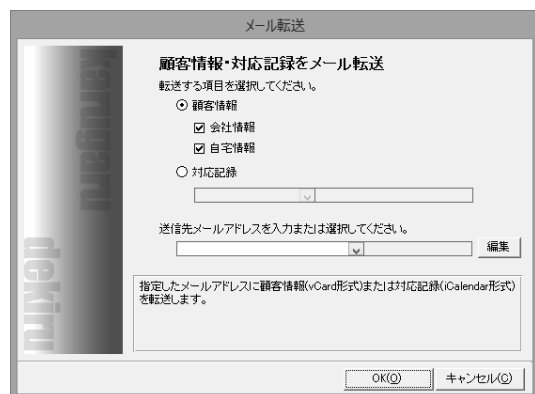 メール転送
顧客情報・対応記録をメール転送
転送する項目を選択してください。
顧客情報
会社情報
自宅情報
対応記録
送信先メールアドレスを入力または選択してください。
編集
指定したメールアドレスに顧客情報(vCard形式)または対応記録(iCalendar形式)
を転送します。
OK(O)
キャンセル(C)
karugaru
dekiru